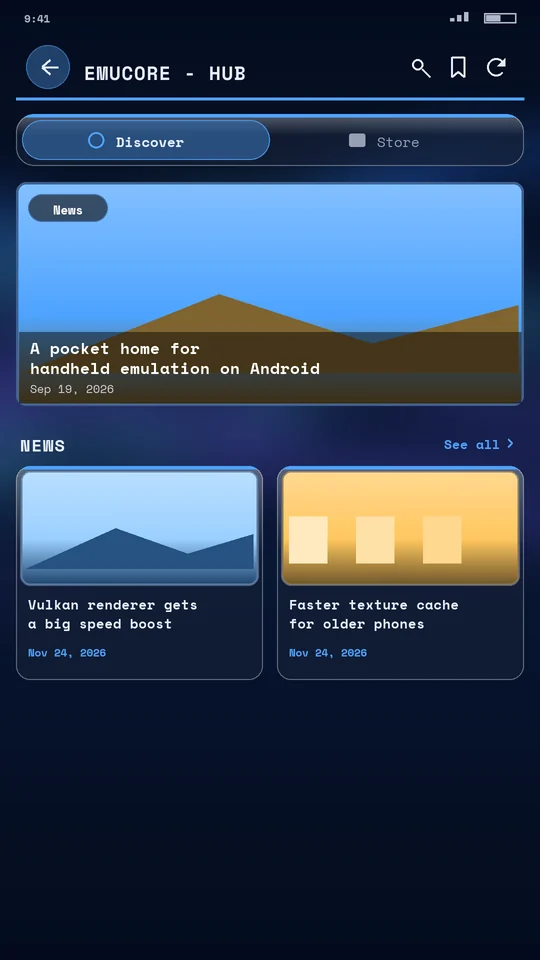 9:41
EMUCORE - HUB
Discover
Store
News
A pocket home for
handheld emulation on Android
Sep 19, 2026
NEWS
See all
Vulkan renderer gets
a big speed boost
Nov 24, 2026
Faster texture cache
for older phones
Nov 24, 2026